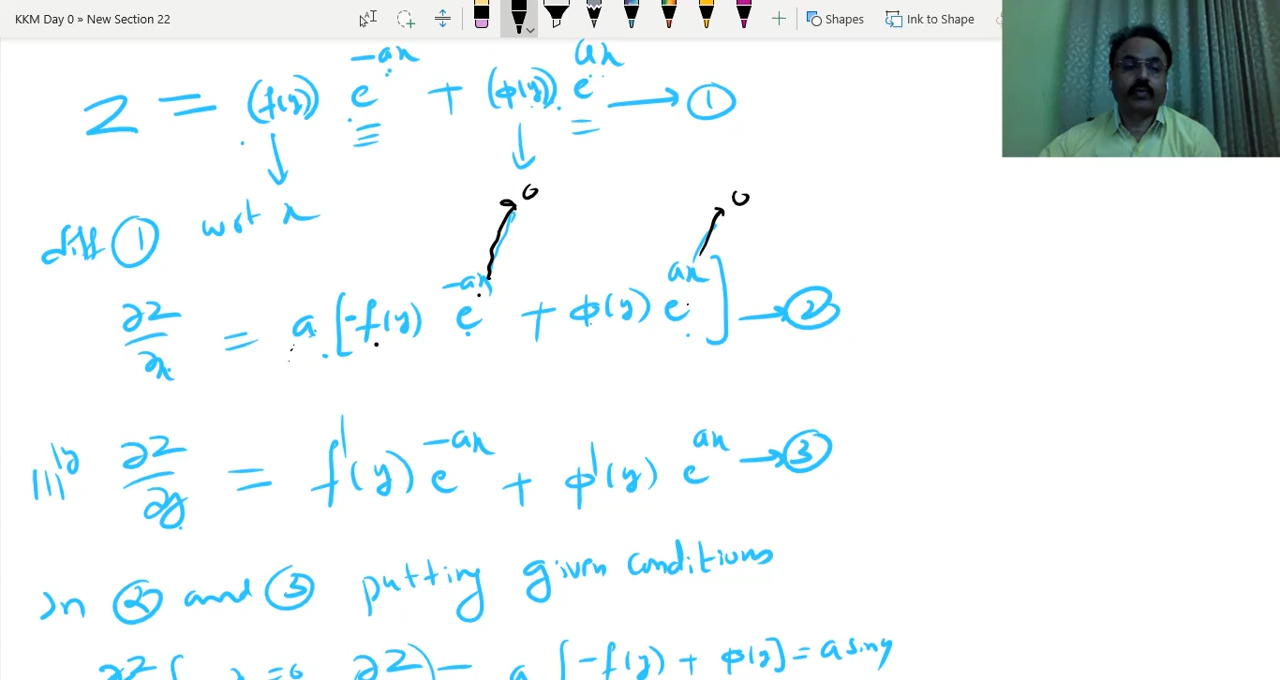 KKM Day 0 » New Section 22
Shapes
Ink to Shape
z = (f(y)) e^{-ax} + (φ(y)) e^{ax} → ①
diff ① wrt x
0 0
∂z/∂x = a [-f(y) e^{-ax} + φ(y) e^{ax}] → ②
|||ly ∂z/∂y = f'(y) e^{-ax} + φ'(y) e^{ax} → ③
In ② and ③ putting given conditions
a [-f(y) + φ(y)] = a siny